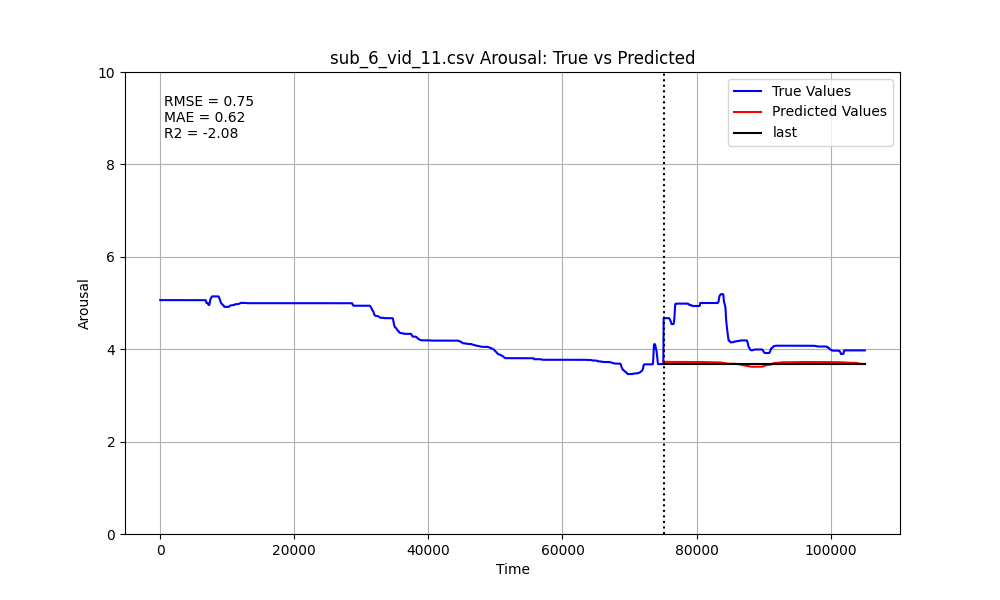 sub_6_vid_11.csv Arousal: True vs Predicted
RMSE = 0.75
MAE = 0.62
R2 = -2.08
True Values
Predicted Values
last
Arousal
10
8
6
4
2
0
0 20000 40000 60000 80000 100000
Time